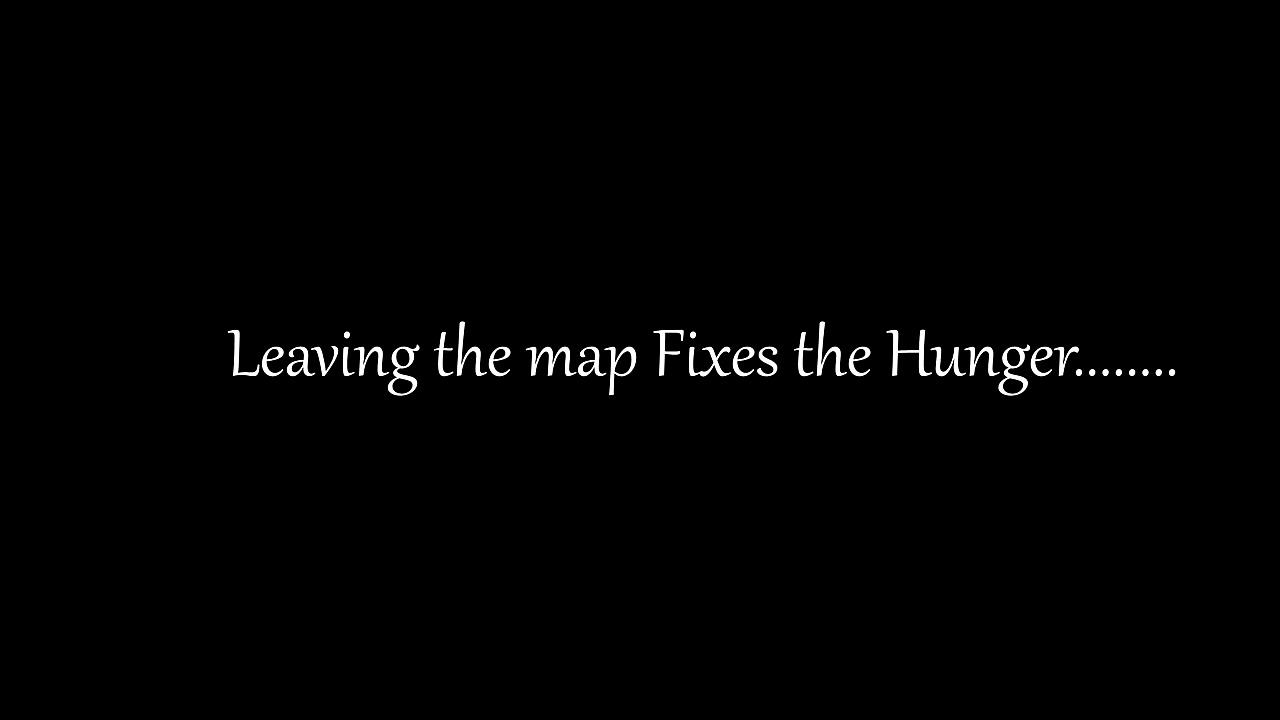 Leaving the map Fixes the Hunger........